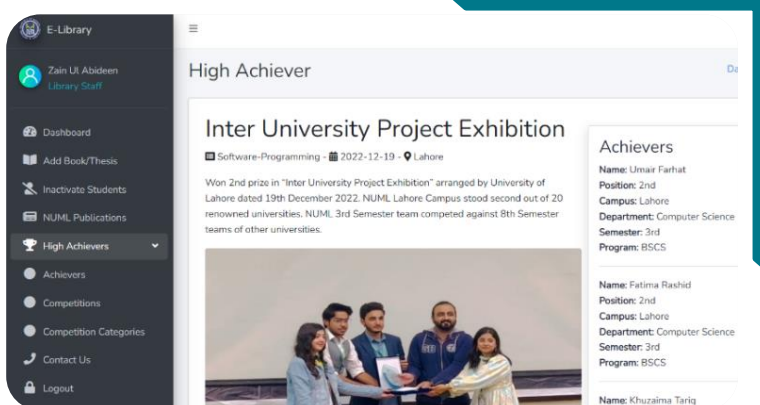 E-Library
Zain Ul Abideen
Library Staff
Dashboard
Add Book/Thesis
Inactivate Students
NUML Publications
High Achievers
Achievers
Competitions
Competition Categories
Contact Us
Logout
High Achiever
Inter University Project Exhibition
Software-Programming - 2022-12-19 - Lahore
Won 2nd prize in "Inter University Project Exhibition" arranged by University of
Lahore dated 19th December 2022. NUML Lahore Campus stood second out of 20
renowned universities. NUML 3rd Semester team competed against 8th Semester
teams of other universities.
Achievers
Name: Umair Farhat
Position: 2nd
Campus: Lahore
Department: Computer Science
Semester: 3rd
Program: BSCS
Name: Fatima Rashid
Position: 2nd
Campus: Lahore
Department: Computer Science
Semester: 3rd
Program: BSCS
Name: Khuzaima Tariq